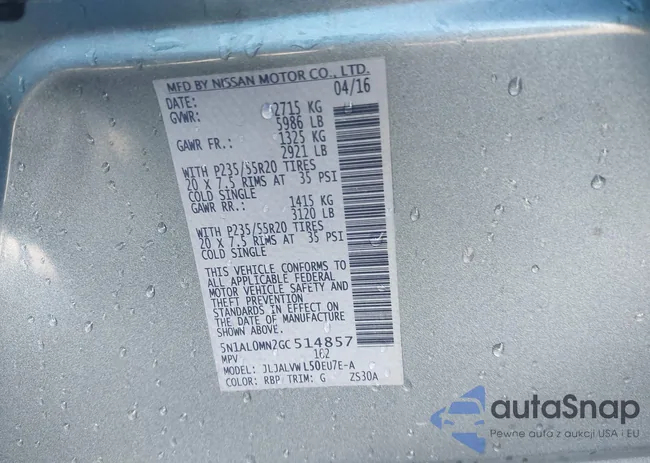 MFD BY NISSAN MOTOR CO., LTD.
DATE: 04/16
GVWR: 2715 KG
5986 LB
GAWR FR.: 1325 KG
2921 LB
WITH P235/55R20 TIRES
20 X 7.5 RIMS AT 35 PSI
COLD SINGLE
GAWR RR.: 1415 KG
3120 LB
WITH P235/55R20 TIRES
20 X 7.5 RIMS AT 35 PSI
COLD SINGLE
THIS VEHICLE CONFORMS TO
ALL APPLICABLE FEDERAL
MOTOR VEHICLE SAFETY AND
THEFT PREVENTION
STANDARDS IN EFFECT ON
THE DATE OF MANUFACTURE
SHOWN ABOVE.
5N1AL0MN2GC514857
MPV 162
MODEL: JLJALVWL50EU7E-A
COLOR: RBP TRIM: G ZS30A
autaSnap
Pewne auta z aukcji USA i EU